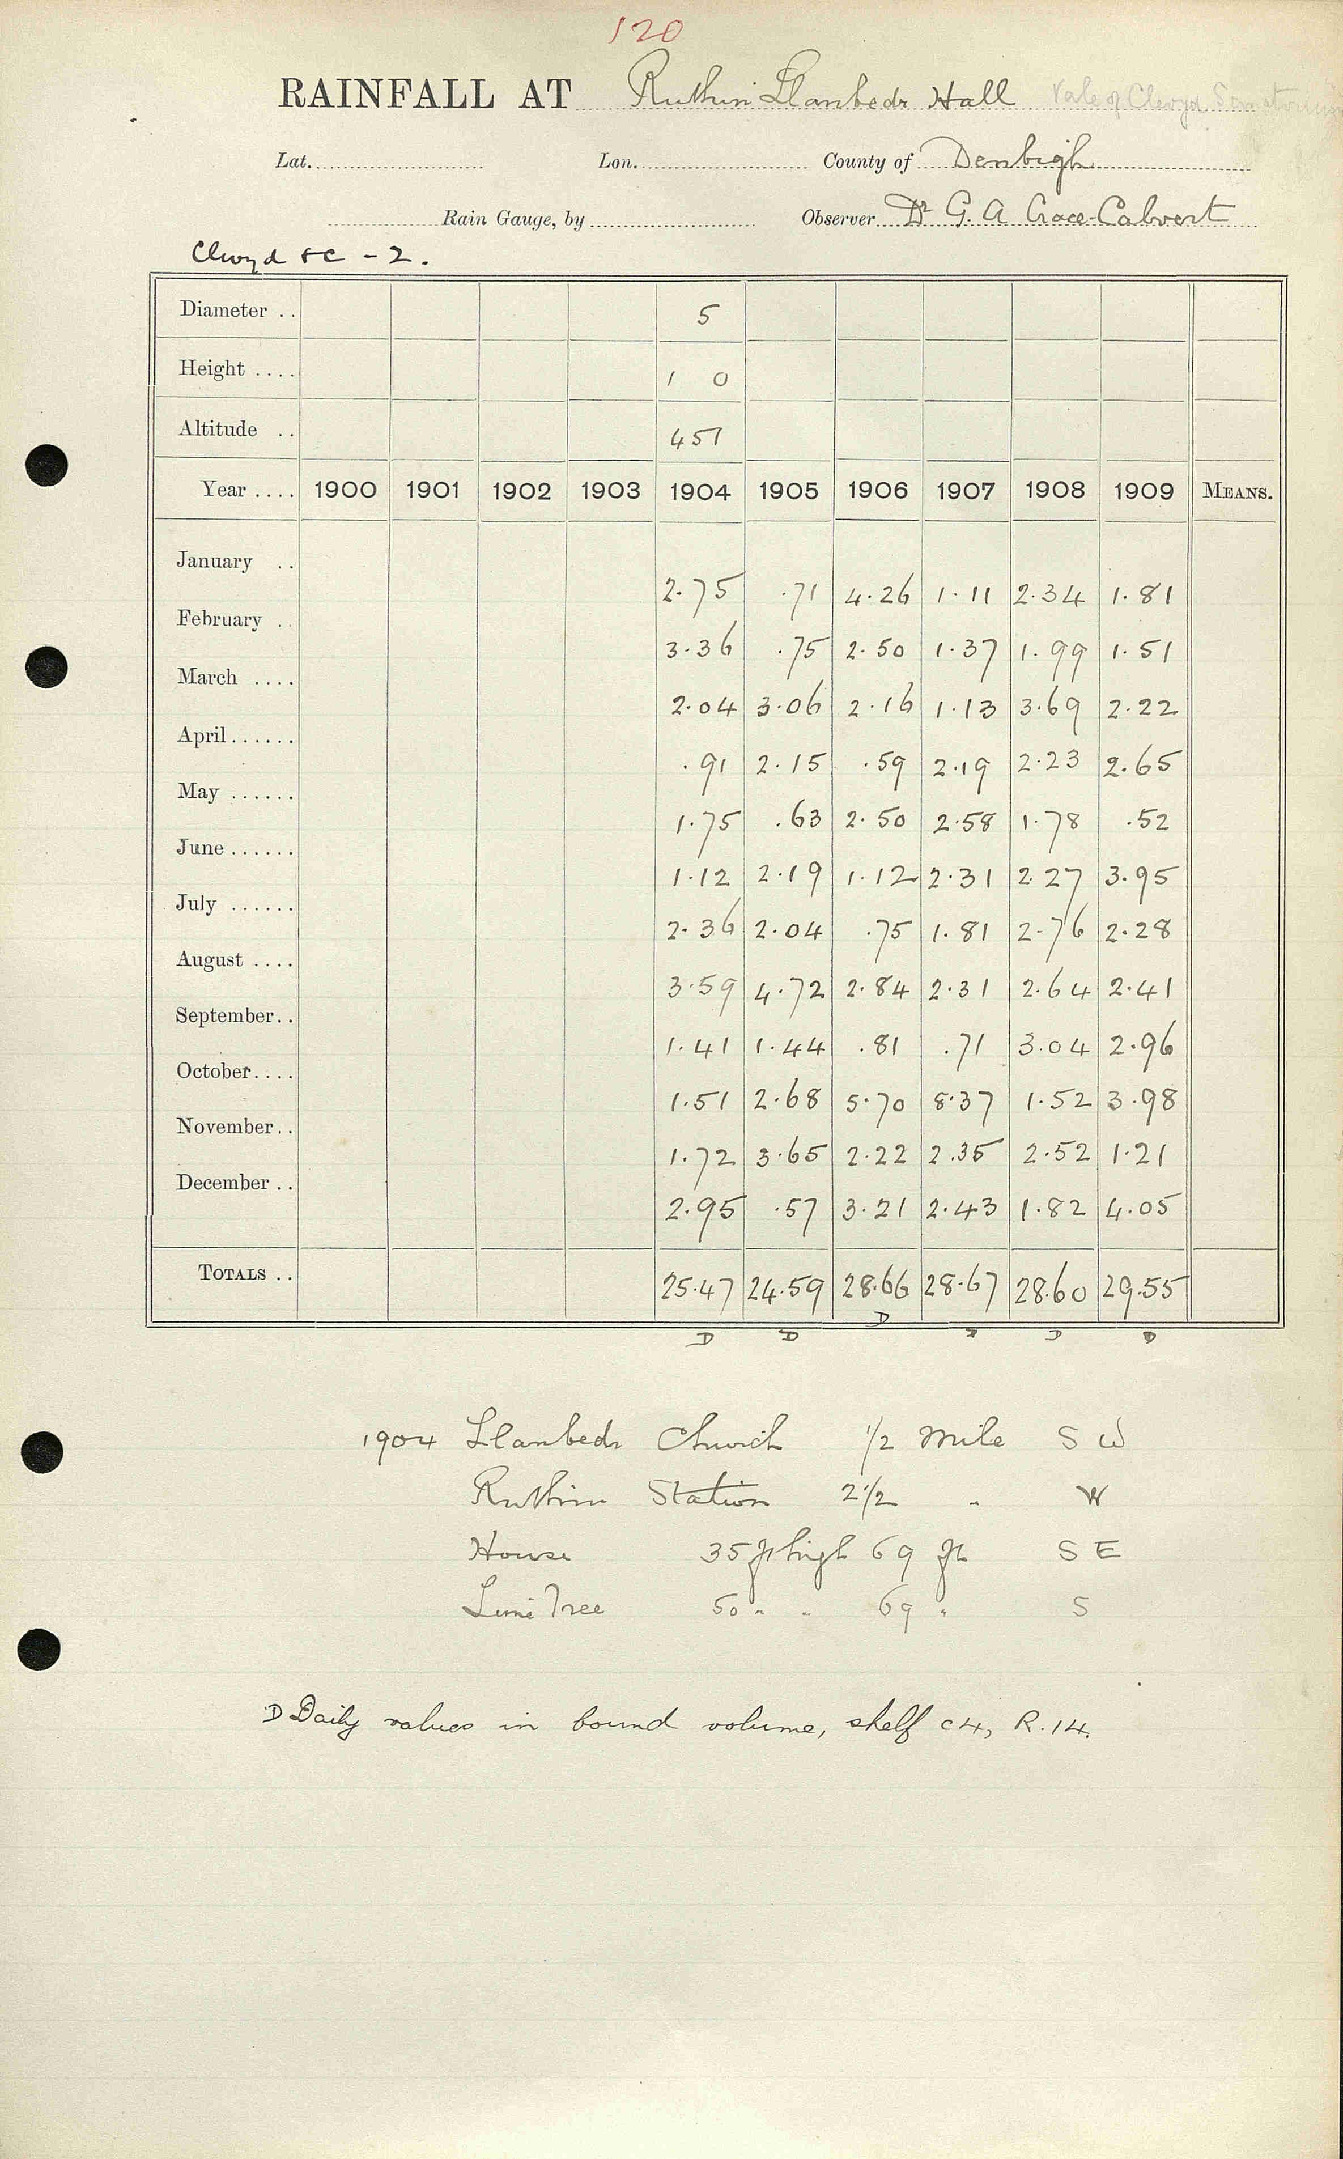 120
RAINFALL AT Ruthin Llanbedr Hall Vale of Clwyd
Lat. Lon. County of Denbigh
Rain Gauge, by Observer Dr G. A Grace-Calvert
Clwyd &c - 2.
Diameter .. 5
Height .... 1 0
Altitude .. 451
Year .... 1900 1901 1902 1903 1904 1905 1906 1907 1908 1909 MEANS.
January .. 2.75 .71 4.26 1.11 2.34 1.81
February .. 3.36 .75 2.50 1.37 1.99 1.51
March .... 2.04 3.06 2.16 1.13 3.69 2.22
April...... .91 2.15 .59 2.19 2.23 2.65
May ...... 1.75 .63 2.50 2.58 1.78 .52
June ...... 1.12 2.19 1.12 2.31 2.27 3.95
July ...... 2.36 2.04 .75 1.81 2.76 2.28
August .... 3.59 4.72 2.84 2.31 2.64 2.41
September.. 1.41 1.44 .81 .71 3.04 2.96
October.... 1.51 2.68 5.70 8.37 1.52 3.98
November.. 1.72 3.65 2.22 2.35 2.52 1.21
December .. 2.95 .57 3.21 2.43 1.82 4.05
TOTALS .. 25.47 24.59 28.66 28.67 28.60 29.55
D D D D D D
1904 Llanbedr Church 1/2 Mile S W
Ruthin Station 2 1/2 " W
House 35 ft high 69 ft S E
Lime Tree 50 " " 69 " S
D Daily values in bound volume, shelf C4, R.14.